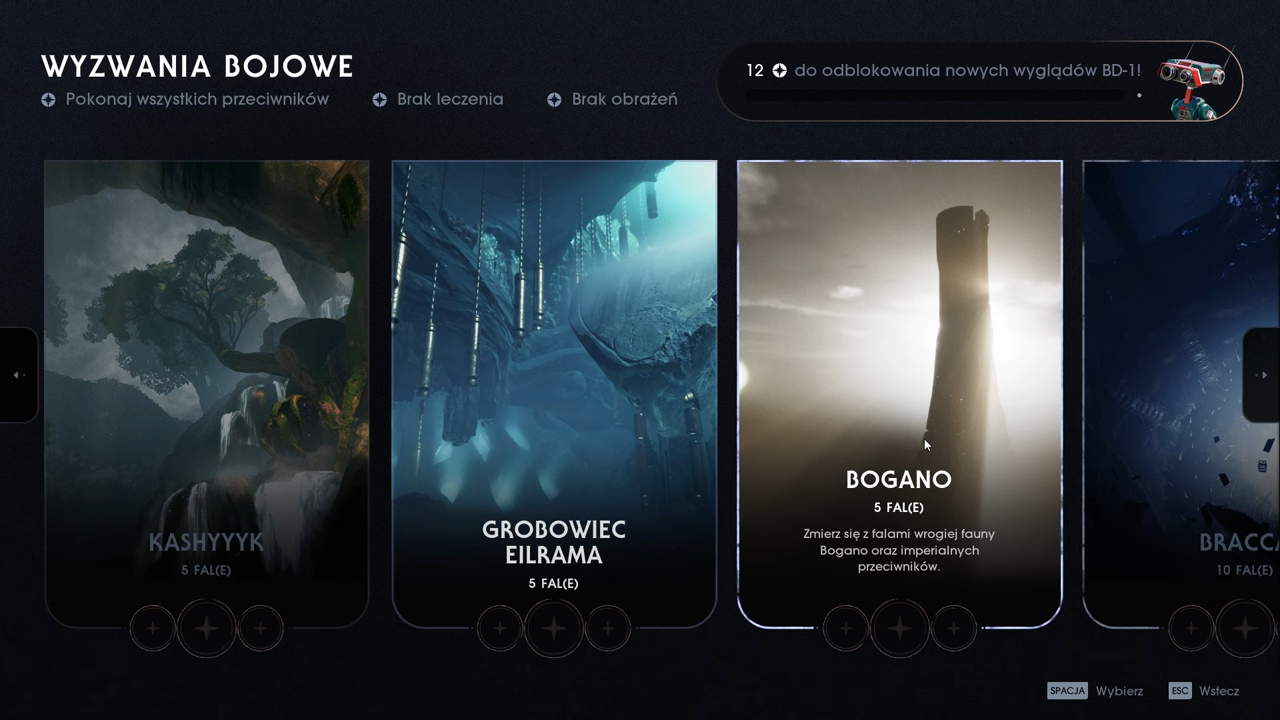 WYZWANIA BOJOWE
Pokonaj wszystkich przeciwników Brak leczenia Brak obrażeń
12 do odblokowania nowych wyglądów BD-1!
KASHYYYK
5 FAL(E)
GROBOWIEC
EILRAMA
5 FAL(E)
BOGANO
5 FAL(E)
Zmierz się z falami wrogiej fauny
Bogano oraz imperialnych
przeciwników.
BRACCA
10 FAL(E)
SPACJA Wybierz ESC Wstecz